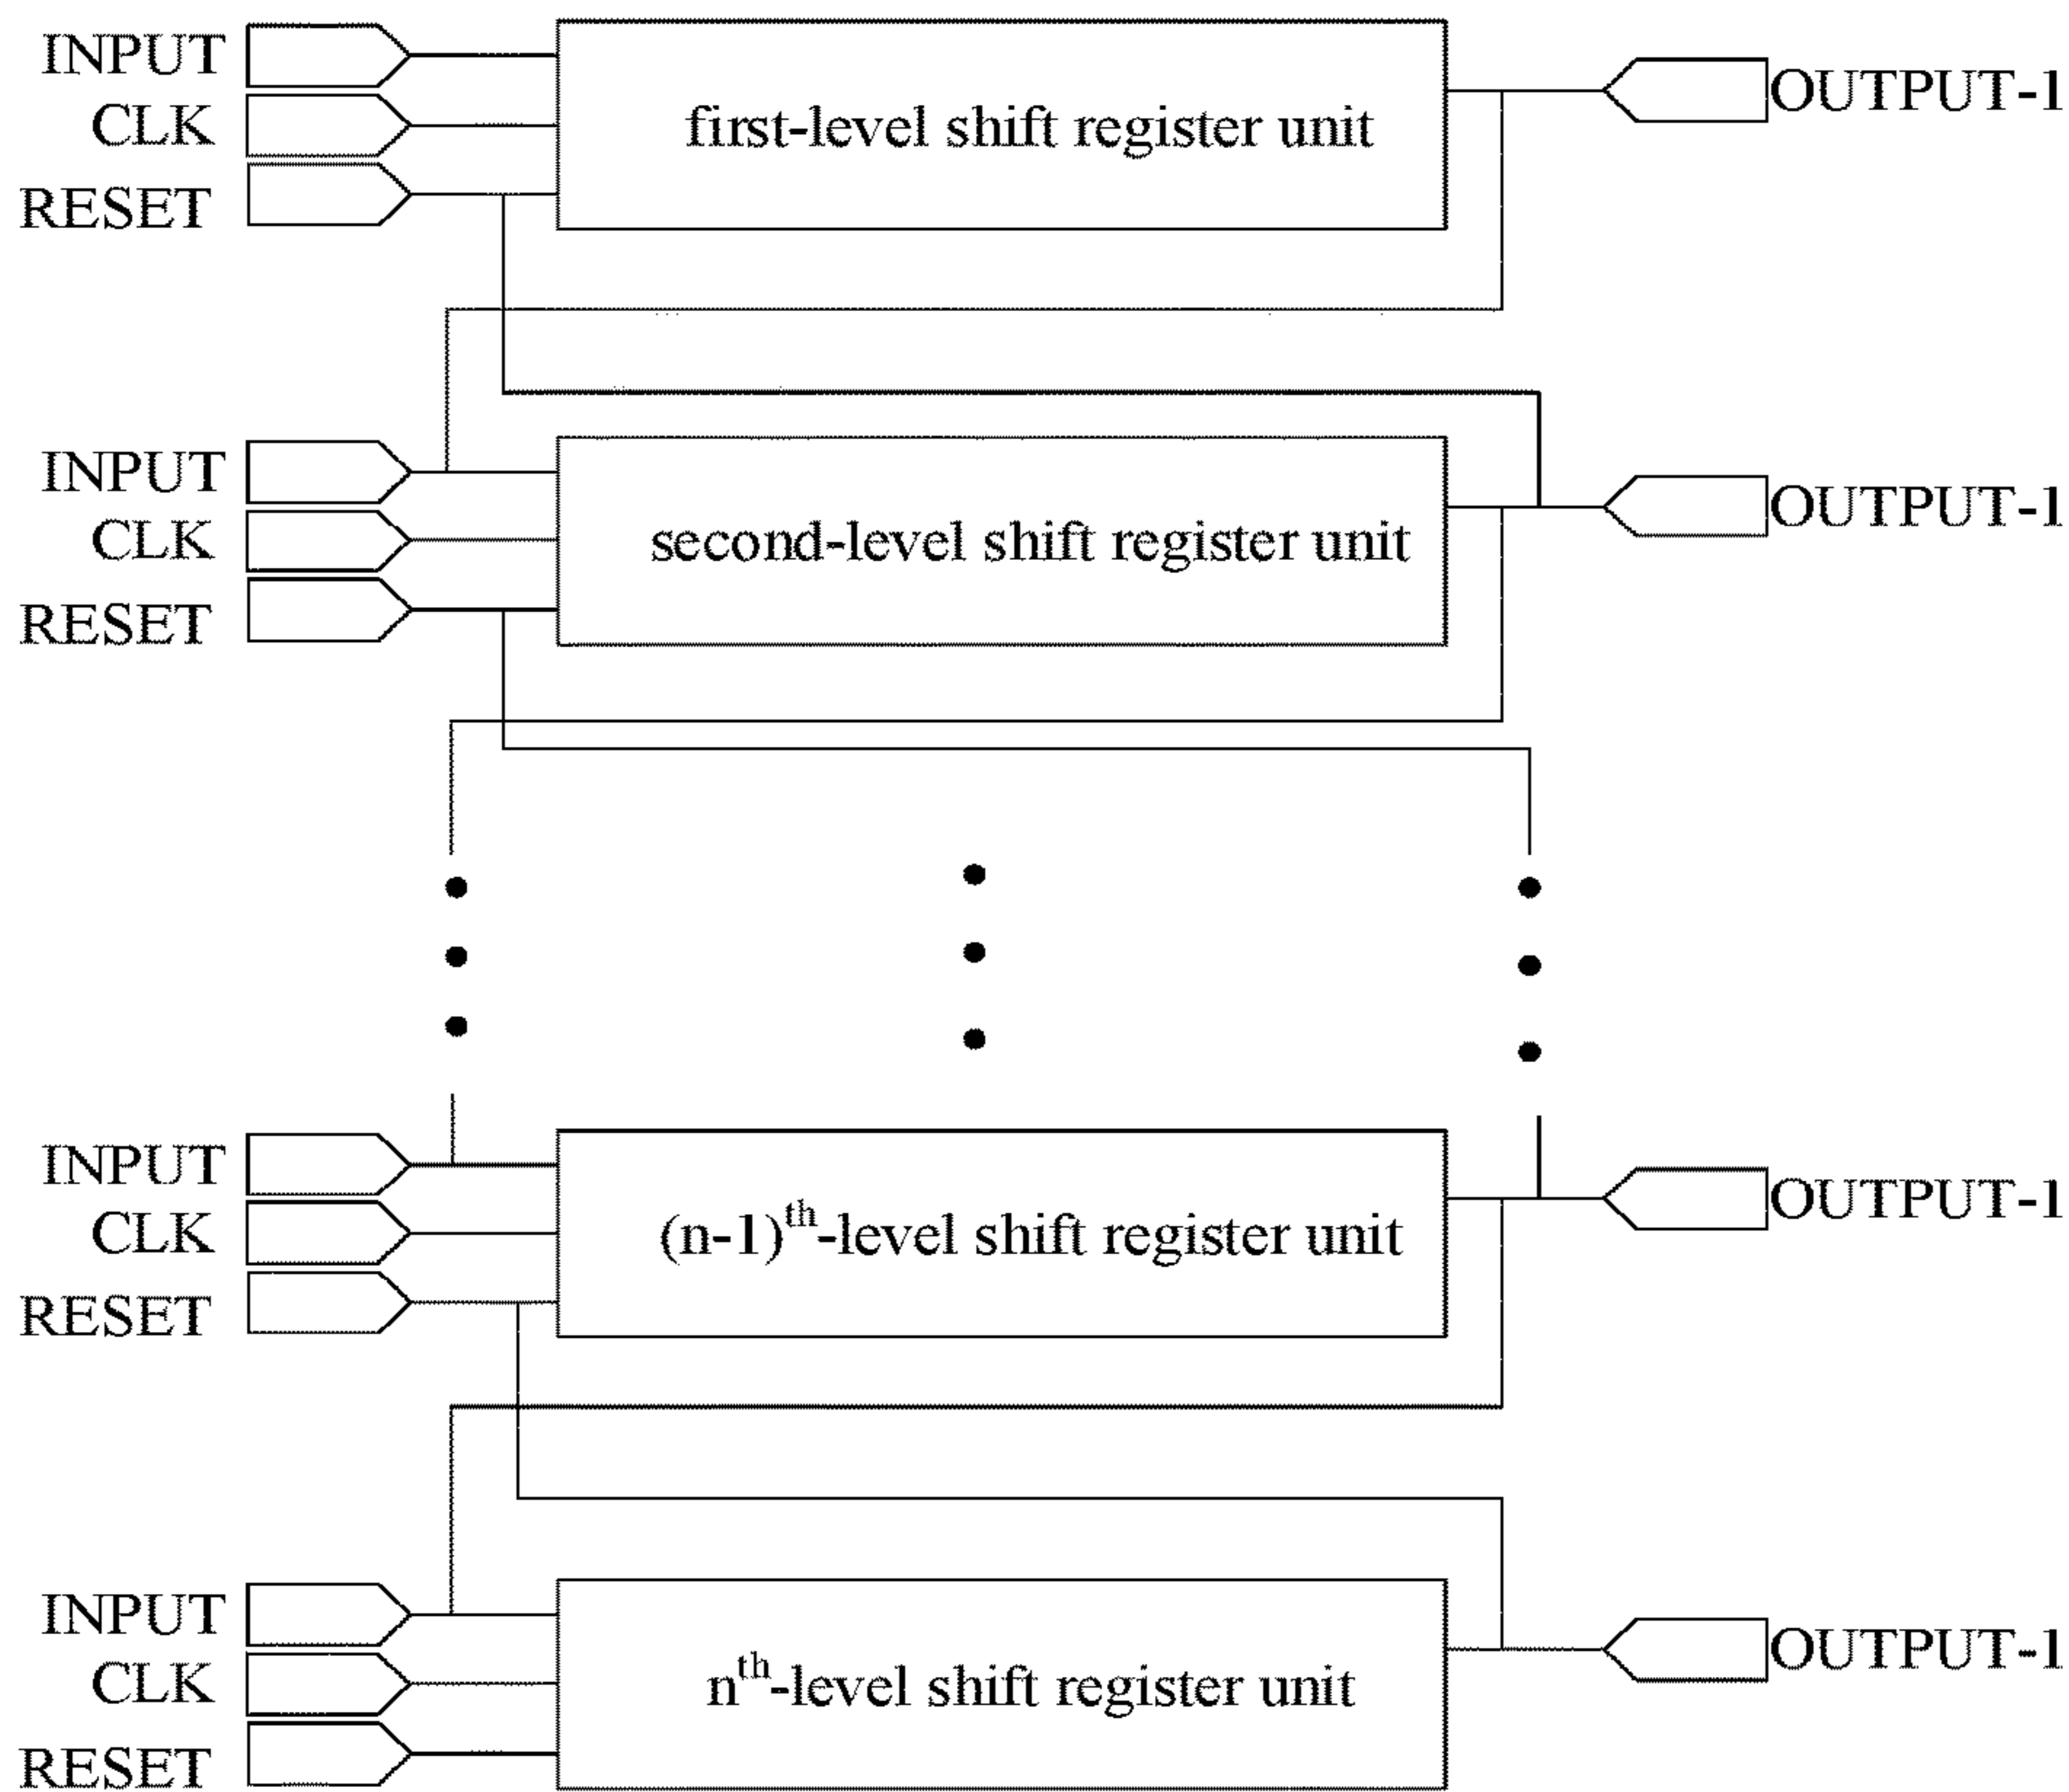 INPUT
CLK
RESET
first-level shift register unit
OUTPUT-1
INPUT
CLK
RESET
second-level shift register unit
OUTPUT-1
INPUT
CLK
RESET
(n-1)th-level shift register unit
OUTPUT-1
INPUT
CLK
RESET
nth-level shift register unit
OUTPUT-1